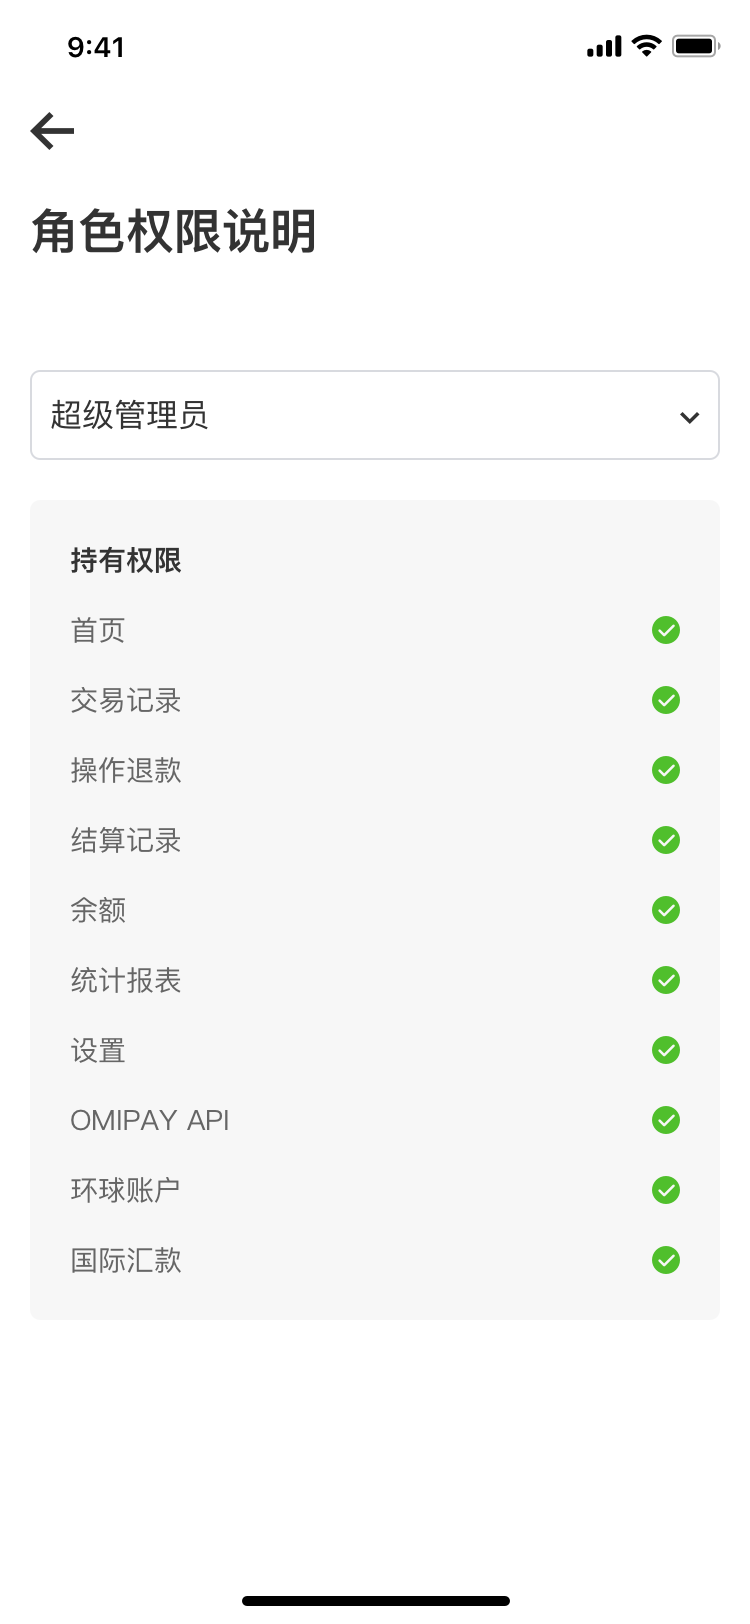 9:41
角色权限说明
超级管理员
持有权限
首页
交易记录
操作退款
结算记录
余额
统计报表
设置
OMIPAY API
环球账户
国际汇款